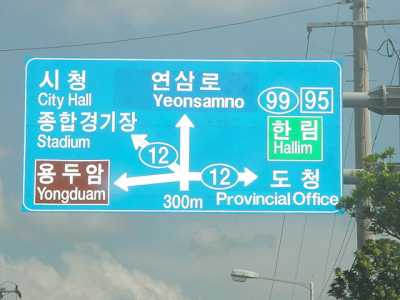 시 청
City Hall
종합경기장
Stadium
용두암
Yongduam
연삼로
Yeonsamno
99 95
한 림
Hallim
12
12
300m
도 청
Provincial Office